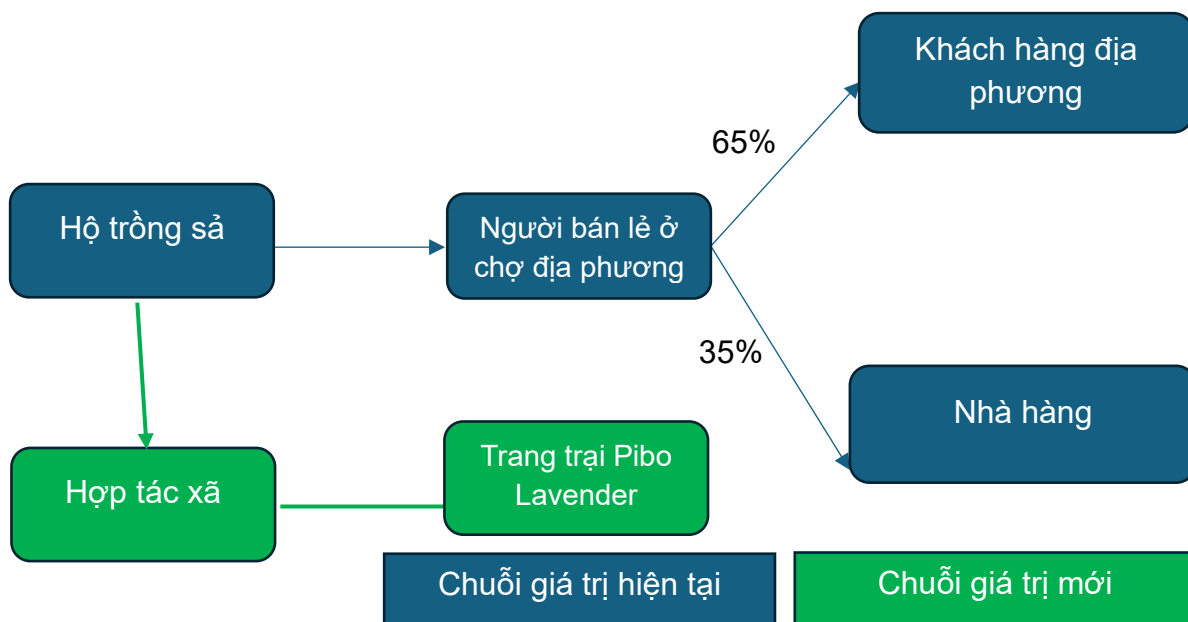 Khách hàng địa
phương
65%
Hộ trồng sả
Người bán lẻ ở
chợ địa phương
35%
Nhà hàng
Trang trại Pibo
Lavender
Hợp tác xã
Chuỗi giá trị hiện tại
Chuỗi giá trị mới